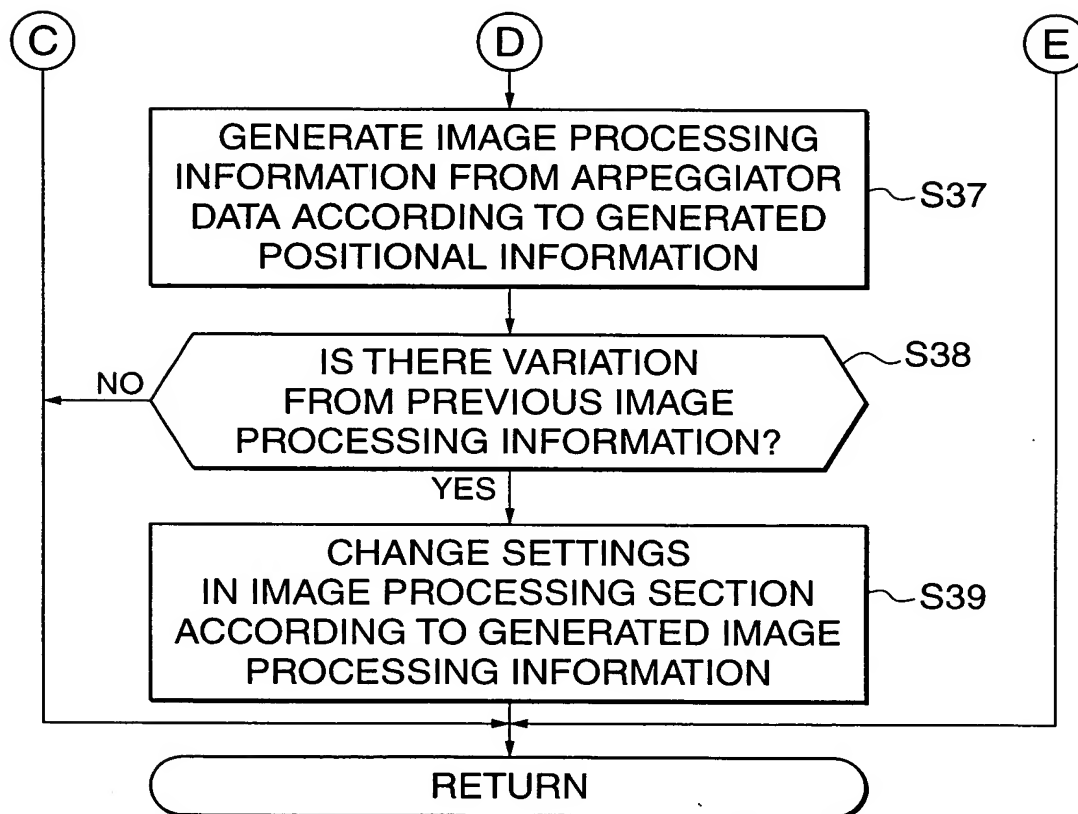 C
D
E
GENERATE IMAGE PROCESSING
INFORMATION FROM ARPEGGIATOR
DATA ACCORDING TO GENERATED
POSITIONAL INFORMATION
S37
IS THERE VARIATION
FROM PREVIOUS IMAGE
PROCESSING INFORMATION?
S38
NO
YES
CHANGE SETTINGS
IN IMAGE PROCESSING SECTION
ACCORDING TO GENERATED IMAGE
PROCESSING INFORMATION
S39
RETURN